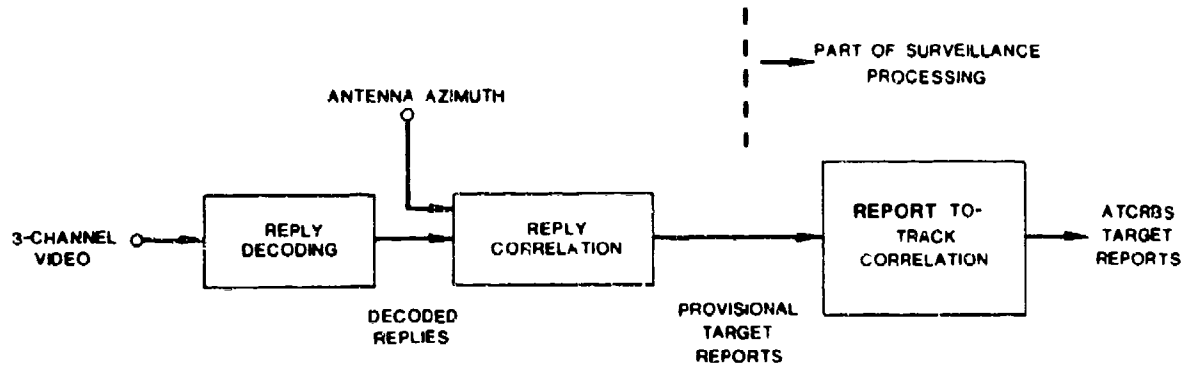 PART OF SURVEILLANCE
PROCESSING
ANTENNA AZIMUTH
3-CHANNEL
VIDEO
REPLY
DECODING
DECODED
REPLIES
REPLY
CORRELATION
PROVISIONAL
TARGET
REPORTS
REPORT TO-
TRACK
CORRELATION
ATCRBS
TARGET
REPORTS